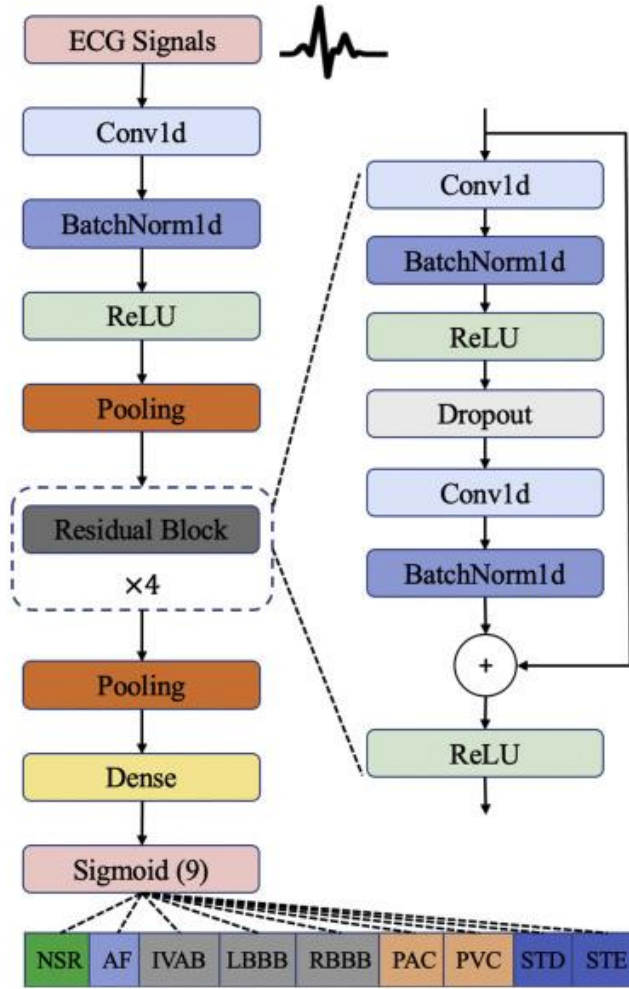 ECG Signals
Conv1d
BatchNorm1d
ReLU
Pooling
Residual Block
×4
Pooling
Dense
Sigmoid (9)
NSR AF IVAB LBBB RBBB PAC PVC STD STE
Conv1d
BatchNorm1d
ReLU
Dropout
Conv1d
BatchNorm1d
+
ReLU